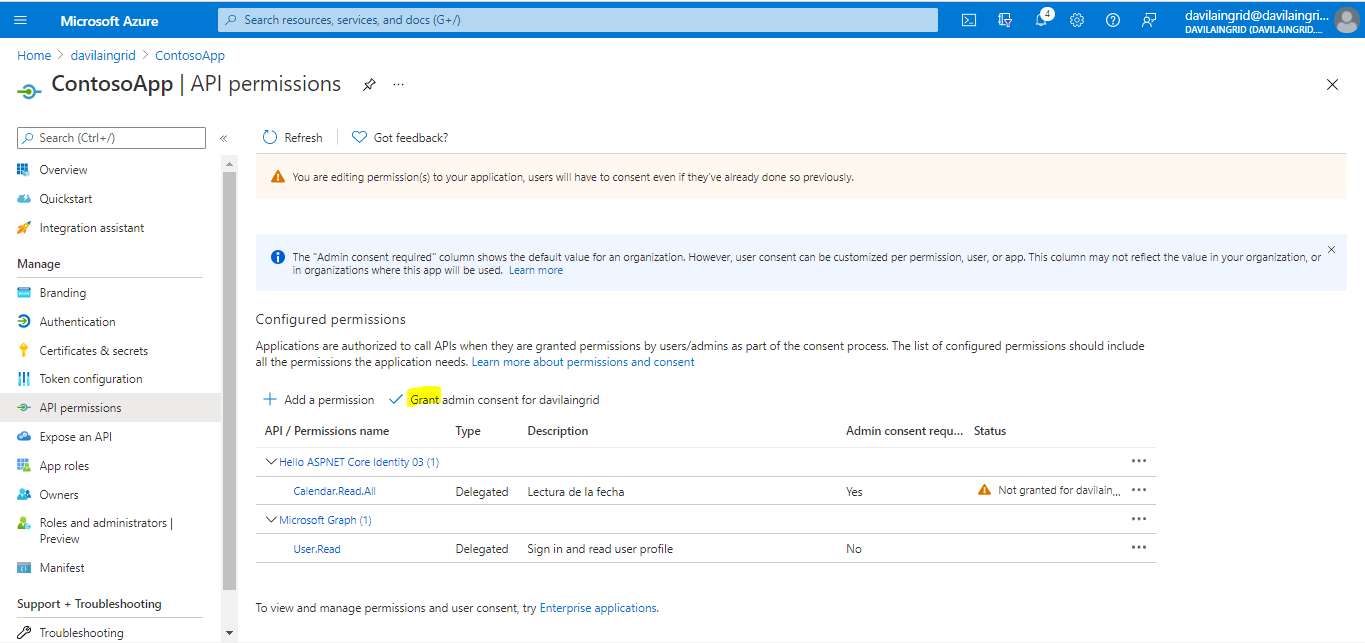 Microsoft Azure
Search resources, services, and docs (G+/)
4
davilaingrid@davilaingri...
DAVILAINGRID (DAVILAINGRID....
Home > davilaingrid > ContosoApp
ContosoApp | API permissions
Search (Ctrl+/)
«
Overview
Quickstart
Integration assistant
Manage
Branding
Authentication
Certificates & secrets
Token configuration
API permissions
Expose an API
App roles
Owners
Roles and administrators |
Preview
Manifest
Support + Troubleshooting
Troubleshooting
Refresh
Got feedback?
You are editing permission(s) to your application, users will have to consent even if they've already done so previously.
The "Admin consent required" column shows the default value for an organization. However, user consent can be customized per permission, user, or app. This column may not reflect the value in your organization, or
in organizations where this app will be used. Learn more
Configured permissions
Applications are authorized to call APIs when they are granted permissions by users/admins as part of the consent process. The list of configured permissions should include
all the permissions the application needs. Learn more about permissions and consent
Add a permission Grant admin consent for davilaingrid
API / Permissions name Type Description Admin consent requ... Status
Hello ASPNET Core Identity 03 (1)
Calendar.Read.All Delegated Lectura de la fecha Yes Not granted for davilain...
Microsoft Graph (1)
User.Read Delegated Sign in and read user profile No
To view and manage permissions and user consent, try Enterprise applications.